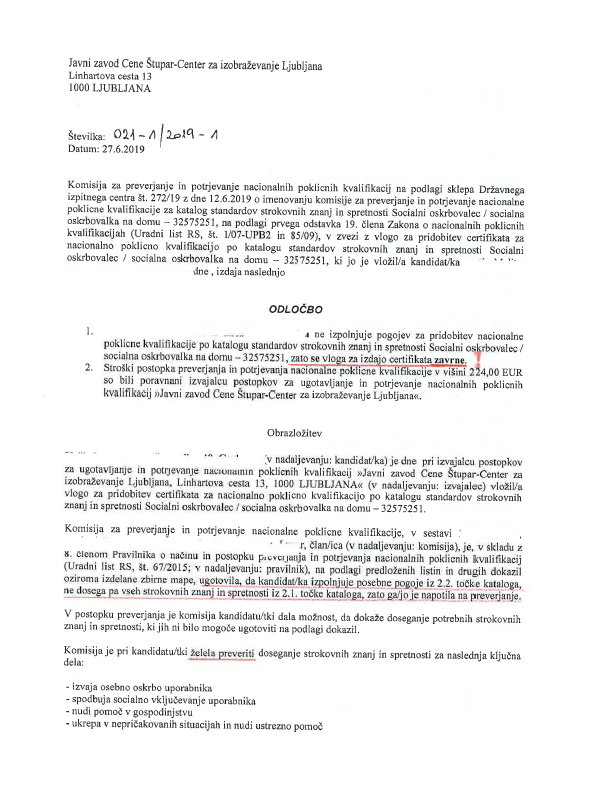 Javni zavod Cene Štupar-Center za izobraževanje Ljubljana
Linhartova cesta 13
1000 LJUBLJANA
Številka: 021-1/2019-1
Datum: 27.6.2019
Komisija za preverjanje in potrjevanje nacionalnih poklicnih kvalifikacij na podlagi sklepa Državnega
izpitnega centra št. 272/19 z dne 12.6.2019 o imenovanju komisije za preverjanje in potrjevanje nacionalne
poklicne kvalifikacije za katalog standardov strokovnih znanj in spretnosti Socialni oskrbovalec / socialna
oskrbovalka na domu – 32575251, na podlagi prvega odstavka 19. člena Zakona o nacionalnih poklicnih
kvalifikacijah (Uradni list RS, št. 1/07-UPB2 in 85/09), v zvezi z vlogo za pridobitev certifikata za
nacionalno poklicno kvalifikacijo po katalogu standardov strokovnih znanj in spretnosti Socialni
oskrbovalec / socialna oskrbovalka na domu – 32575251, ki jo je vložil/a kandidat/ka
dne , izdaja naslednjo
ODLOČBO
1. a ne izpolnjuje pogojev za pridobitev nacionalne
poklicne kvalifikacije po katalogu standardov strokovnih znanj in spretnosti Socialni oskrbovalec /
socialna oskrbovalka na domu – 32575251, zato se vloga za izdajo certifikata zavrne. !
2. Stroški postopka preverjanja in potrjevanja nacionalne poklicne kvalifikacije v višini 224,00 EUR
so bili poravnani izvajalcu postopkov za ugotavljanje in potrjevanje nacionalnih poklicnih
kvalifikacij »Javni zavod Cene Štupar-Center za izobraževanje Ljubljana«.
Obrazložitev
(v nadaljevanju: kandidat/ka) je dne pri izvajalcu postopkov
za ugotavljanje in potrjevanje nacionalnih poklicnih kvalifikacij »Javni zavod Cene Štupar-Center za
izobraževanje Ljubljana, Linhartova cesta 13, 1000 LJUBLJANA« (v nadaljevanju: izvajalec) vložil/a
vlogo za pridobitev certifikata za nacionalno poklicno kvalifikacijo po katalogu standardov strokovnih
znanj in spretnosti Socialni oskrbovalec / socialna oskrbovalka na domu – 32575251.
Komisija za preverjanje in potrjevanje nacionalne poklicne kvalifikacije, v sestavi
r, član/ica (v nadaljevanju: komisija), je, v skladu z
8. členom Pravilnika o načinu in postopku preverjanja in potrjevanja nacionalnih poklicnih kvalifikacij
(Uradni list RS, št. 67/2015; v nadaljevanju: pravilnik), na podlagi predloženih listin in drugih dokazil
oziroma izdelane zbirne mape, ugotovila, da kandidat/ka izpolnjuje posebne pogoje iz 2.2. točke kataloga,
ne dosega pa vseh strokovnih znanj in spretnosti iz 2.1. točke kataloga, zato ga/jo je napotila na preverjanje.
V postopku preverjanja je komisija kandidatu/tki dala možnost, da dokaže doseganje potrebnih strokovnih
znanj in spretnosti, ki jih ni bilo mogoče ugotoviti na podlagi dokazil.
Komisija je pri kandidatu/tki želela preveriti doseganje strokovnih znanj in spretnosti za naslednja ključna
dela:
- izvaja osebno oskrbo uporabnika
- spodbuja socialno vključevanje uporabnika
- nudi pomoč v gospodinjstvu
- ukrepa v nepričakovanih situacijah in nudi ustrezno pomoč